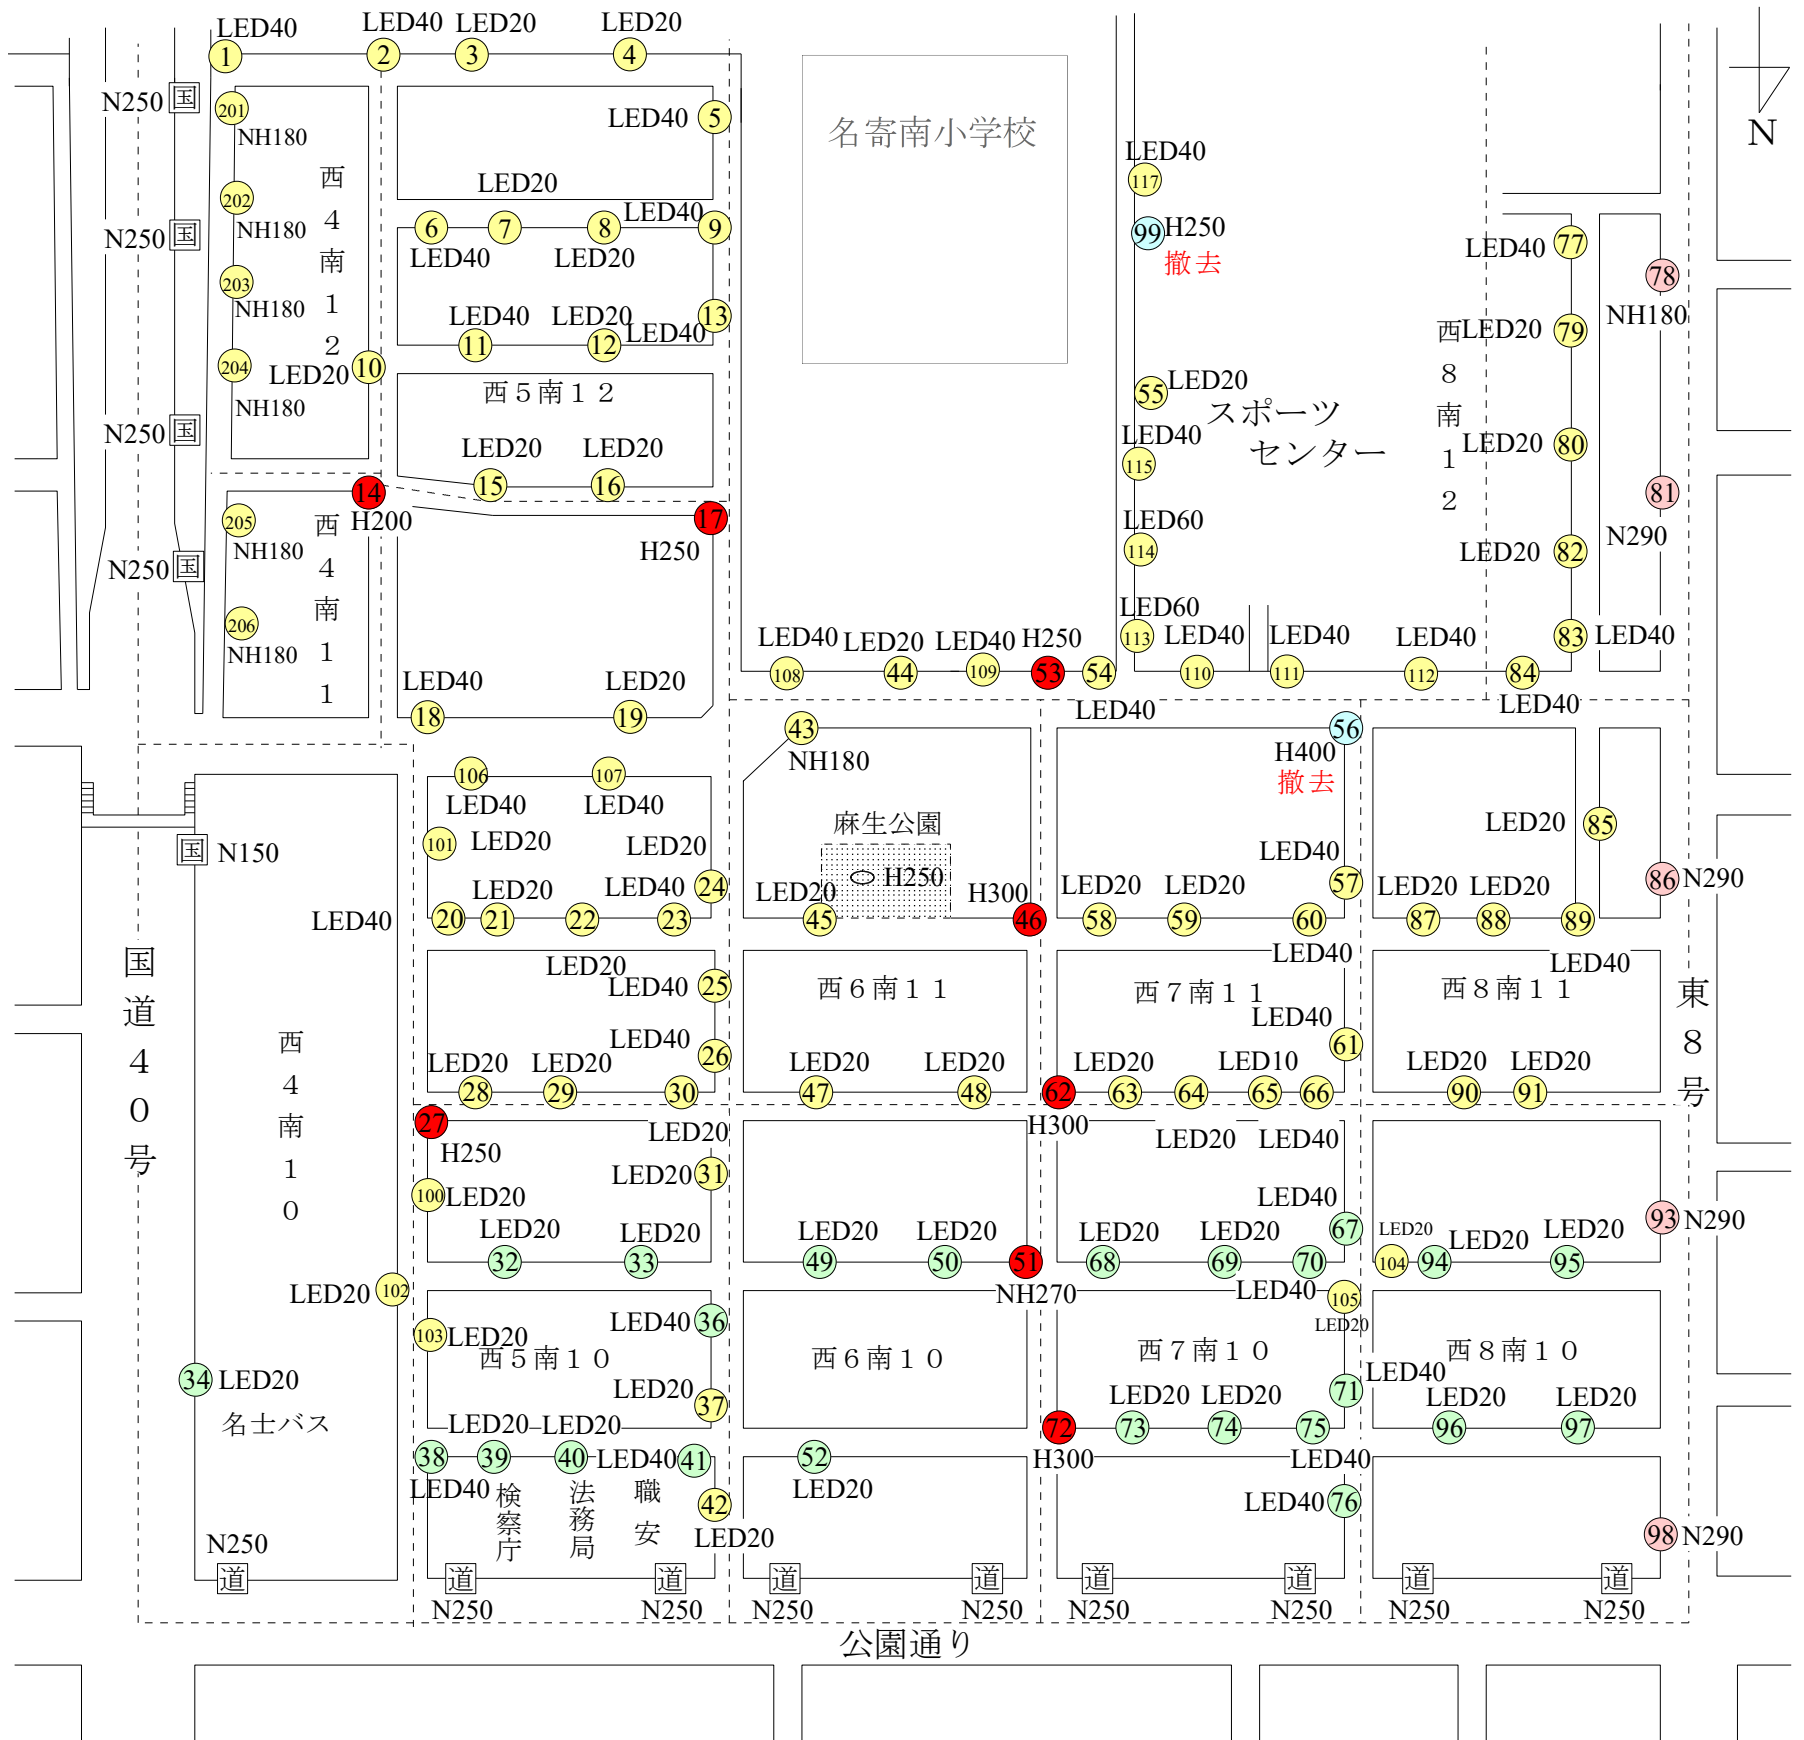 LED40
LED40
LED20
LED20
1
2
3
4
N250
国
201
NH180
LED40
5
名寄南小学校
N
西4南12
LED20
LED40
117
202
NH180
6
7
8
LED40
9
99
H250
撤去
LED40
77
N250
国
LED40
LED20
203
NH180
78
NH180
LED40
11
LED20
12
LED40
13
西8南12
LED20
79
204
NH180
LED20
10
西5南12
55
LED20
スポーツ
センター
N250
国
LED20
LED20
LED40
115
LED20
80
14
H200
15
16
17
H250
81
N290
205
NH180
西4南11
LED60
114
LED20
82
N250
国
206
NH180
LED60
113
LED40
LED40
LED40
83
LED40
LED40
LED20
LED40
H250
108
44
109
53
54
110
111
112
84
LED40
LED40
18
LED20
19
LED40
43
NH180
56
H400
撤去
106
LED40
107
LED40
101
LED20
LED20
麻生公園
H250
LED20
85
国
N150
LED20
LED40
24
LED20
45
H300
46
LED20
LED20
LED40
57
LED20
LED20
86
N290
LED40
20
21
22
23
58
59
60
87
88
89
国道40号
LED20
LED40
25
西6南11
西7南11
LED40
西8南11
LED40
東8号
西4南10
LED40
26
LED40
61
LED20
28
LED20
29
30
LED20
47
LED20
48
62
H300
LED20
63
64
LED10
65
66
LED20
90
91
27
H250
LED20
LED20
LED40
LED20
31
100
LED20
LED40
67
93
N290
LED20
32
LED20
33
LED20
49
LED20
50
51
NH270
LED20
68
LED20
69
70
LED20
104
LED20
94
LED20
95
LED20
102
LED40
105
LED20
103
LED20
LED40
36
西5南10
西6南10
西7南10
西8南10
34
LED20
名士バス
LED20
37
71
LED40
LED20
LED20
LED20
LED20
LED20
LED20
72
H300
73
74
75
LED40
96
97
38
LED40
39
40
LED40
41
52
LED20
検察庁
法務局
職安
42
LED20
LED40
76
98
N290
N250
道
道
N250
道
N250
道
N250
道
N250
道
N250
道
N250
道
N250
道
N250
公園通り